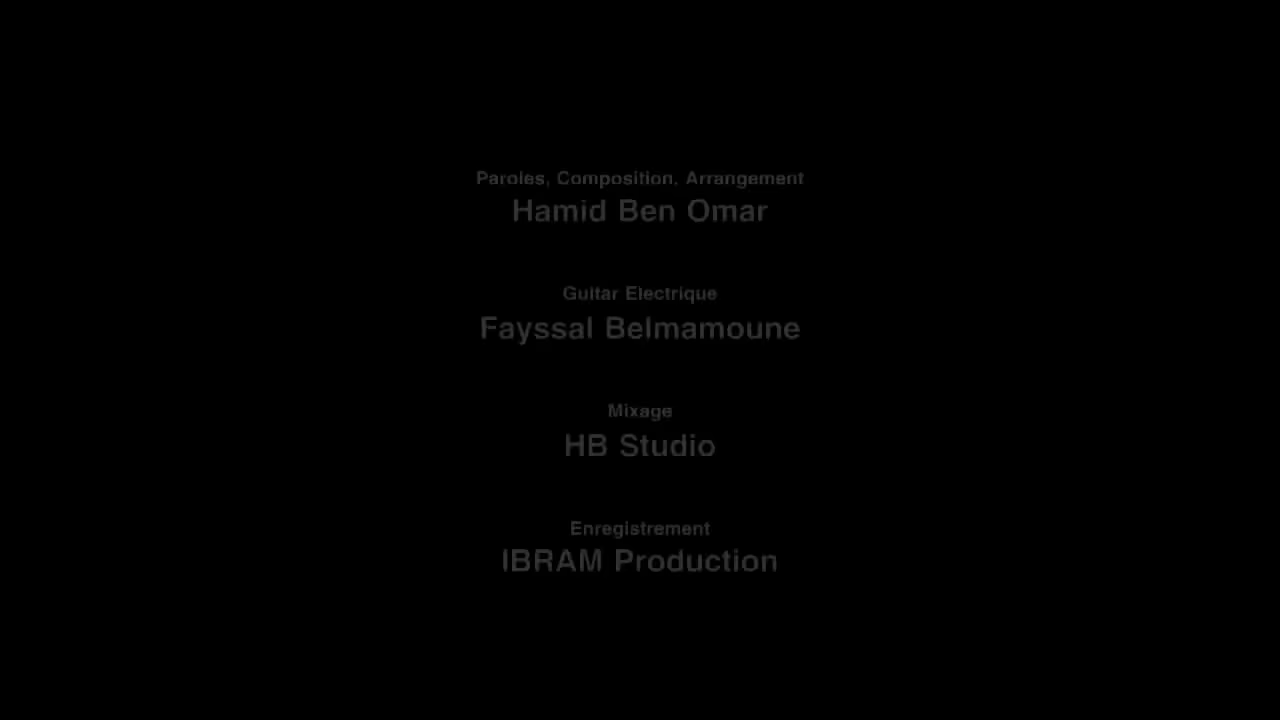 Paroles, Composition, Arrangement
Hamid Ben Omar
Guitar Electrique
Fayssal Belmamoune
Mixage
HB Studio
Enregistrement
IBRAM Production